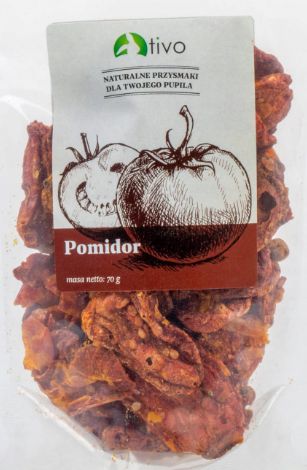 tivo
NATURALNE PRZYSMAKI
DLA TWOJEGO PUPILA
Pomidor
masa netto: 70 g